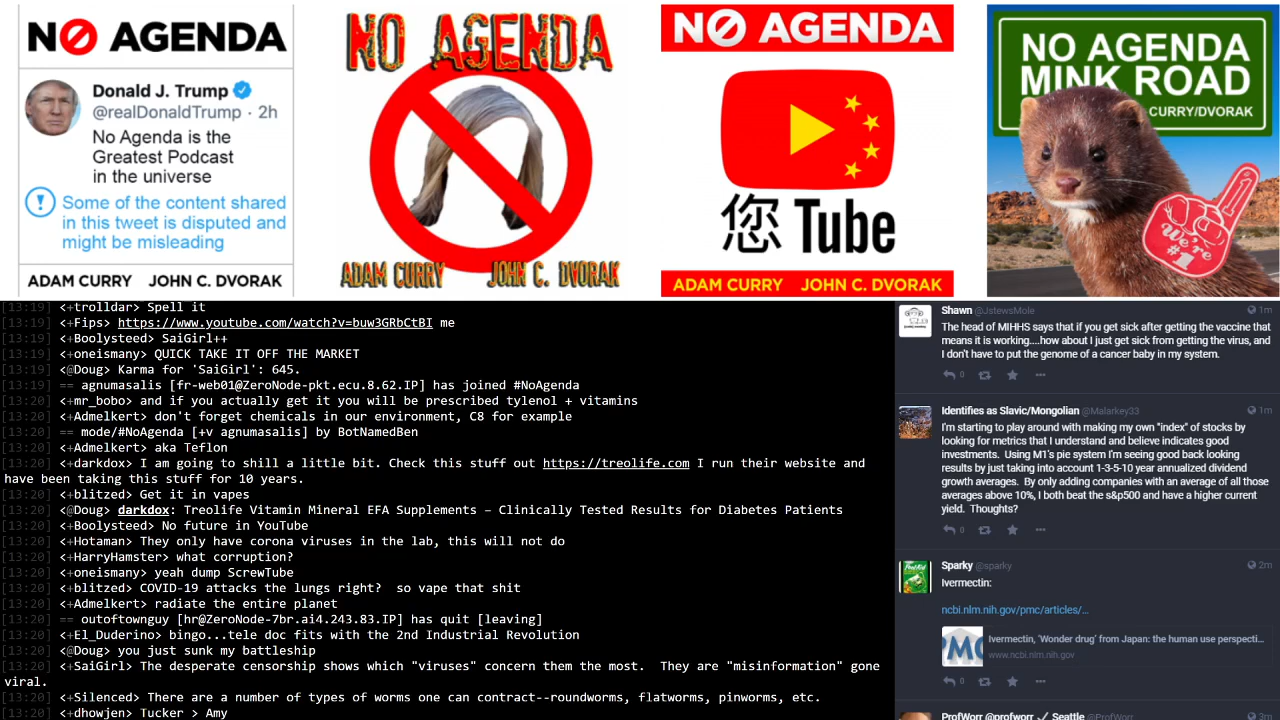 NO AGENDA
Donald J. Trump
@realDonaldTrump · 2h
No Agenda is the
Greatest Podcast
in the universe
Some of the content shared
in this tweet is disputed and
might be misleading
ADAM CURRY JOHN C. DVORAK
NO AGENDA
ADAM CURRY JOHN C. DVORAK
NO AGENDA
您 Tube
ADAM CURRY JOHN C. DVORAK
NO AGENDA
MINK ROAD
CURRY/DVORAK
we're
#1
[13:19] <+trolldar> Spell it
[13:19] <+Fips> https://www.youtube.com/watch?v=buw3GRbCtBI me
[13:19] <+Boolysteed> SaiGirl++
[13:19] <+oneismany> QUICK TAKE IT OFF THE MARKET
[13:19] <@Doug> Karma for 'SaiGirl': 645.
[13:19] == agnumasalis [fr-web01@ZeroNode-pkt.ecu.8.62.IP] has joined #NoAgenda
[13:19] <+mr_bobo> and if you actually get it you will be prescribed tylenol + vitamins
[13:19] <+Admelkert> don't forget chemicals in our environment, C8 for example
[13:19] == mode/#NoAgenda [+v agnumasalis] by BotNamedBen
[13:19] <+Admelkert> aka Teflon
[13:19] <+darkdox> I am going to shill a little bit. Check this stuff out https://treolife.com I run their website and
have been taking this stuff for 10 years.
[13:20] <+blitzed> Get it in vapes
[13:20] <@Doug> darkdox: Treolife Vitamin Mineral EFA Supplements – Clinically Tested Results for Diabetes Patients
[13:20] <+Boolysteed> No future in YouTube
[13:20] <+Hotaman> They only have corona viruses in the lab, this will not do
[13:20] <+HarryHamster> what corruption?
[13:20] <+oneismany> yeah dump ScrewTube
[13:20] <+blitzed> COVID-19 attacks the lungs right? so vape that shit
[13:20] <+Admelkert> radiate the entire planet
[13:20] == outoftownguy [hr@ZeroNode-7br.ai4.243.83.IP] has quit [leaving]
[13:20] <+El_Duderino> bingo...tele doc fits with the 2nd Industrial Revolution
[13:20] <@Doug> you just sunk my battleship
[13:20] <+SaiGirl> The desperate censorship shows which "viruses" concern them the most. They are "misinformation" gone
viral.
[13:20] <+Silenced> There are a number of types of worms one can contract--roundworms, flatworms, pinworms, etc.
[13:20] <+dhowjen> Tucker > Amy
Shawn @JstewsMole 1m
The head of MIHHS says that if you get sick after getting the vaccine that
means it is working....how about I just get sick from getting the virus, and
I don't have to put the genome of a cancer baby in my system.
0
Identifies as Slavic/Mongolian @Malarkey33 1m
I'm starting to play around with making my own "index" of stocks by
looking for metrics that I understand and believe indicates good
investments. Using M1's pie system I'm seeing good back looking
results by just taking into account 1-3-5-10 year annualized dividend
growth averages. By only adding companies with an average of all those
averages above 10%, I both beat the s&p500 and have a higher current
yield. Thoughts?
0
Sparky @sparky 2m
Ivermectin:
ncbi.nlm.nih.gov/pmc/articles/…
PMC
Ivermectin, 'Wonder drug' from Japan: the human use perspecti...
www.ncbi.nlm.nih.gov
0
ProfWorr @profworr ✓ Seattle @ProfWorr 3m